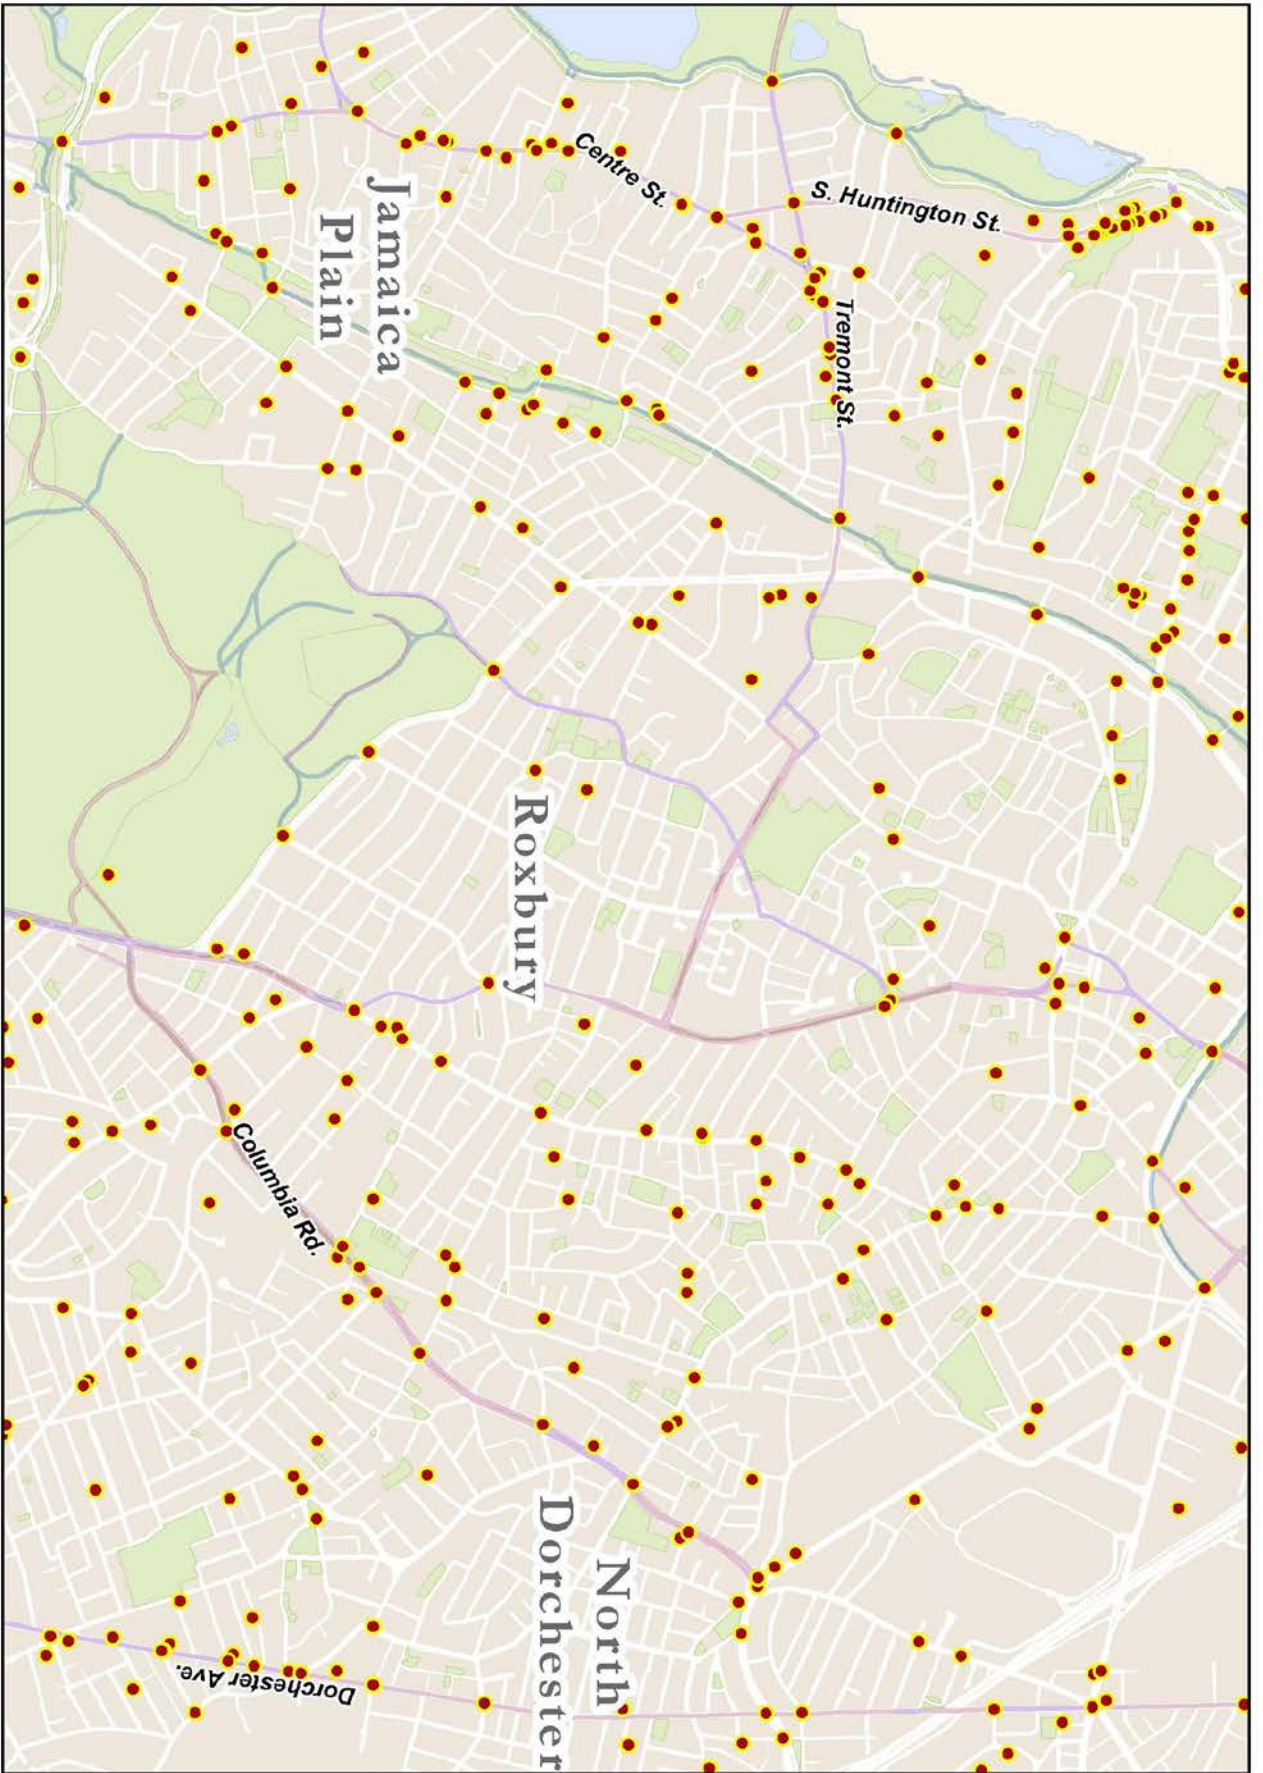 Centre St.
S. Huntington St.
Tremont St.
Jamaica
Plain
Roxbury
Columbia Rd.
North
Dorchester
Dorchester Ave.